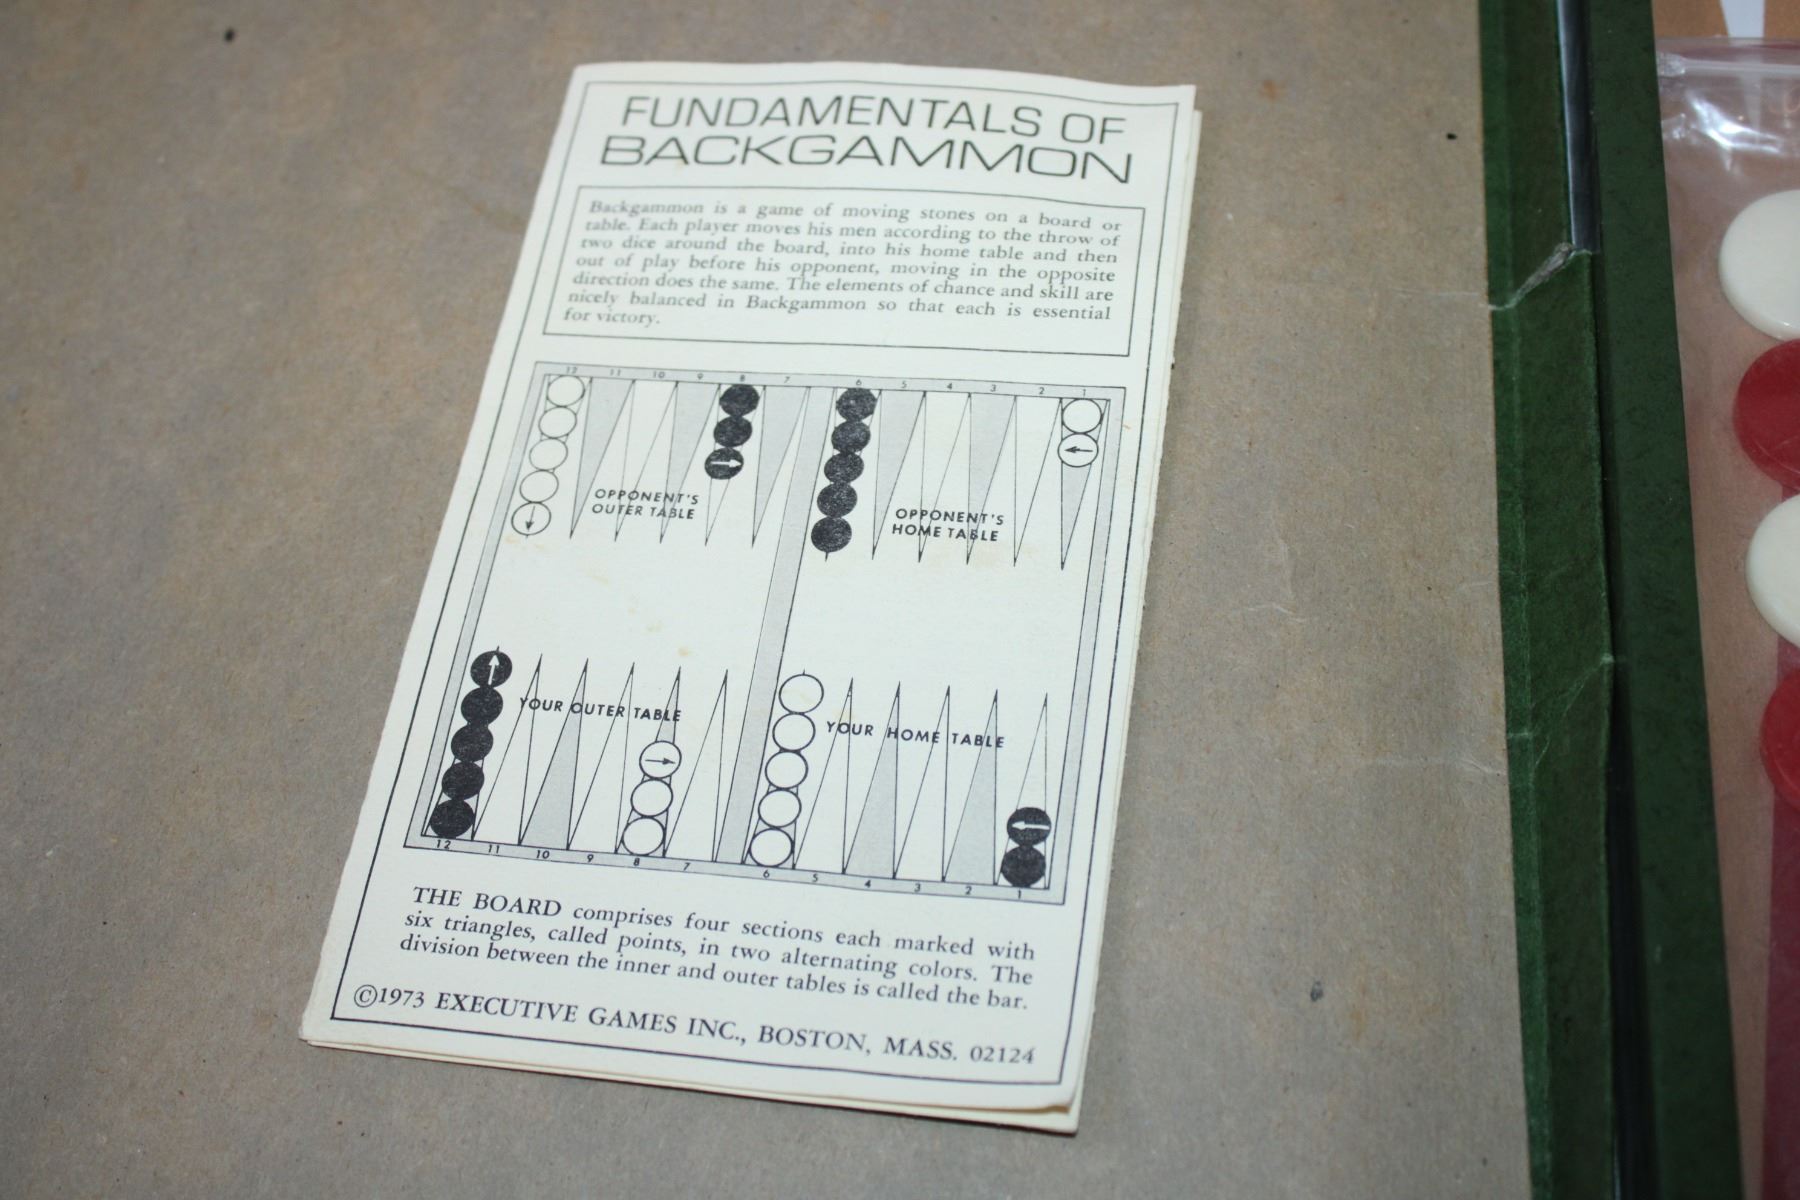 FUNDAMENTALS OF
BACKGAMMON
Backgammon is a game of moving stones on a board or
table. Each player moves his men according to the throw of
two dice around the board, into his home table and then
out of play before his opponent, moving in the opposite
direction does the same. The elements of chance and skill are
nicely balanced in Backgammon so that each is essential
for victory.
12 11 10 9 8 7 6 5 4 3 2 1
OPPONENT'S
OUTER TABLE
OPPONENT'S
HOME TABLE
YOUR OUTER TABLE
YOUR HOME TABLE
12 11 10 9 8 7 6 5 4 3 2 1
THE BOARD comprises four sections each marked with
six triangles, called points, in two alternating colors. The
division between the inner and outer tables is called the bar.
©1973 EXECUTIVE GAMES INC., BOSTON, MASS. 02124